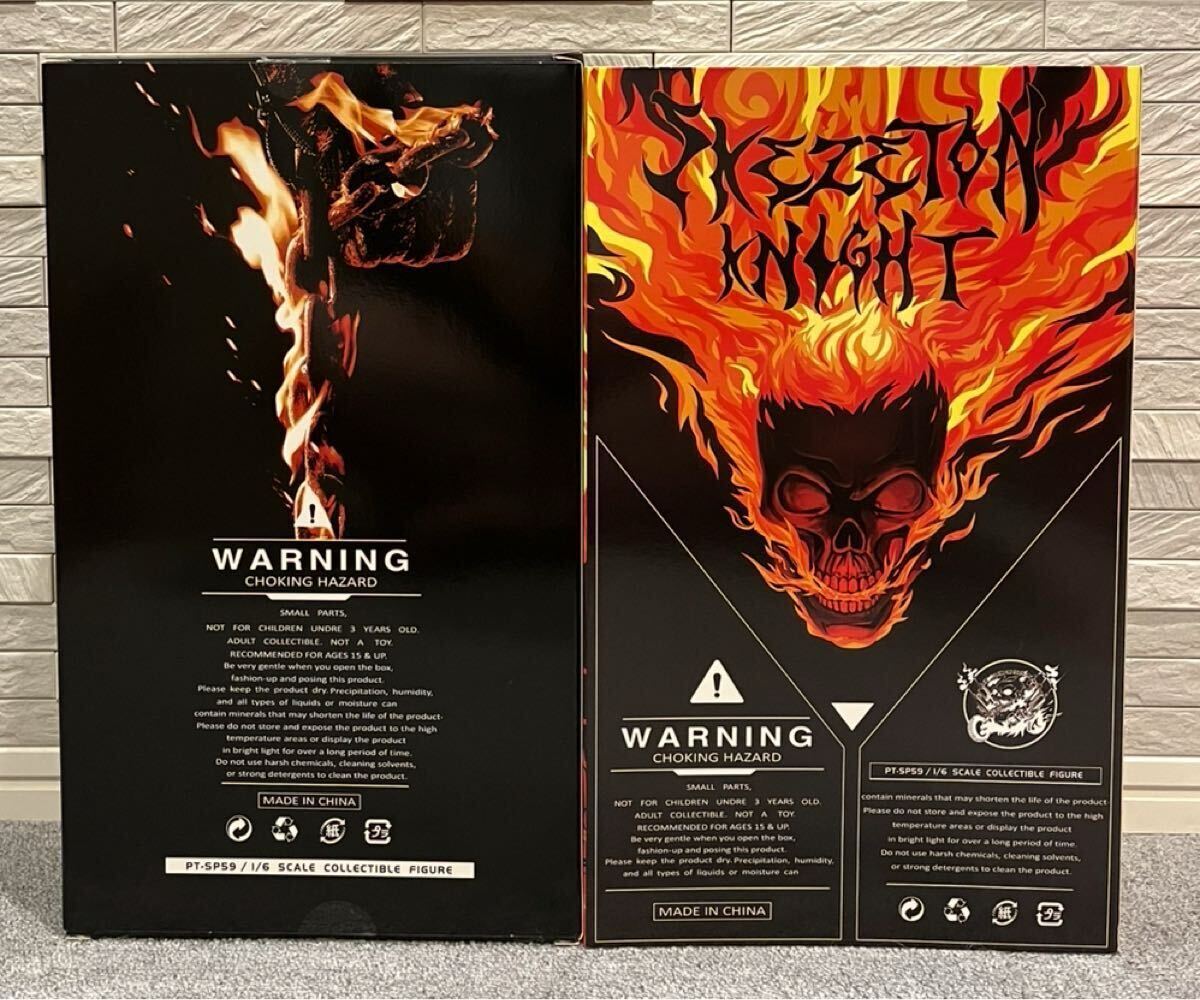 !
WARNING
CHOKING HAZARD
SMALL PARTS,
NOT FOR CHILDREN UNDRE 3 YEARS OLD.
ADULT COLLECTIBLE. NOT A TOY.
RECOMMENDED FOR AGES 15 & UP.
Be very gentle when you open the box,
fashion-up and posing this product.
Please keep the product dry. Precipitation, humidity,
and all types of liquids or moisture can
contain minerals that may shorten the life of the product.
Please do not store and expose the product to the high
temperature areas or display the product
in bright light for over a long period of time.
Do not use harsh chemicals, cleaning solvents,
or strong detergents to clean the product.
MADE IN CHINA
紙 プラ
PT-SP59 / 1/6 SCALE COLLECTIBLE FIGURE
SKEZETON
KNIGHT
!
WARNING
CHOKING HAZARD
SMALL PARTS,
NOT FOR CHILDREN UNDRE 3 YEARS OLD.
ADULT COLLECTIBLE. NOT A TOY.
RECOMMENDED FOR AGES 15 & UP.
Be very gentle when you open the box,
fashion-up and posing this product.
Please keep the product dry. Precipitation, humidity,
and all types of liquids or moisture can
MADE IN CHINA
PT-SP59 / 1/6 SCALE COLLECTIBLE FIGURE
contain minerals that may shorten the life of the product.
Please do not store and expose the product to the high
temperature areas or display the product
in bright light for over a long period of time.
Do not use harsh chemicals, cleaning solvents,
or strong detergents to clean the product.
紙 プラ